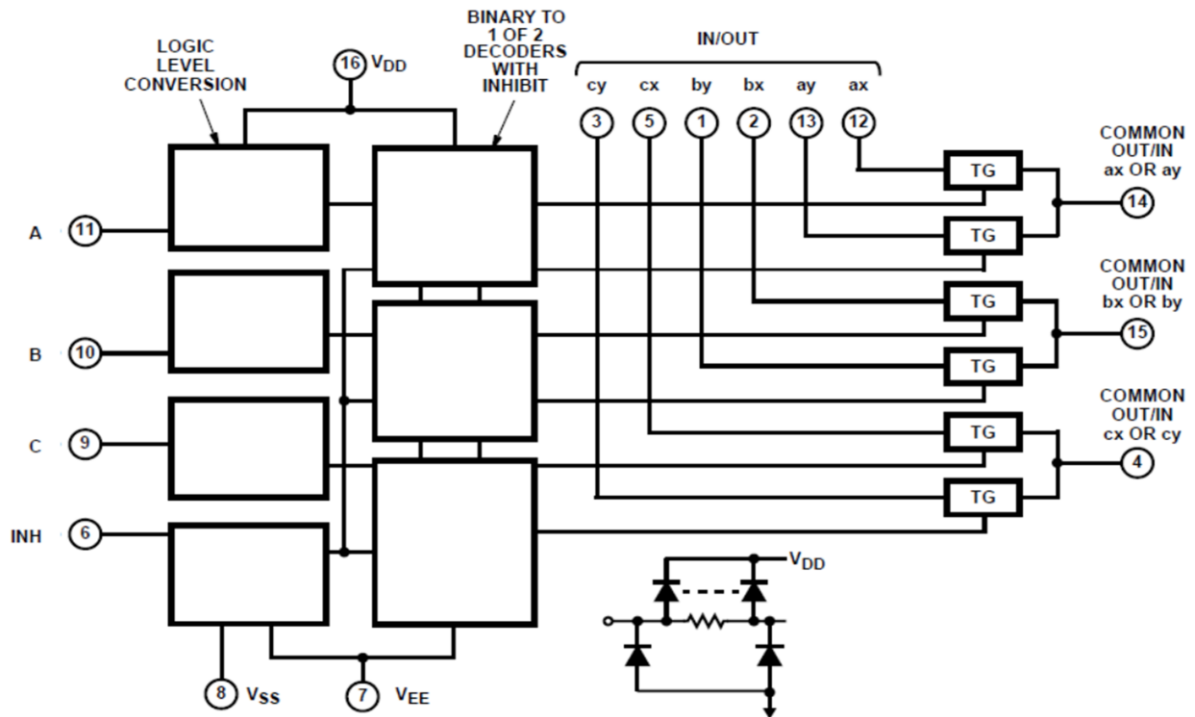 LOGIC
LEVEL
CONVERSION
16 VDD
BINARY TO
1 OF 2
DECODERS
WITH
INHIBIT
IN/OUT
cy cx by bx ay ax
3 5 1 2 13 12
TG
TG
COMMON
OUT/IN
ax OR ay
14
A 11
TG
TG
COMMON
OUT/IN
bx OR by
15
B 10
TG
TG
COMMON
OUT/IN
cx OR cy
4
C 9
INH 6
8 VSS
7 VEE
VDD